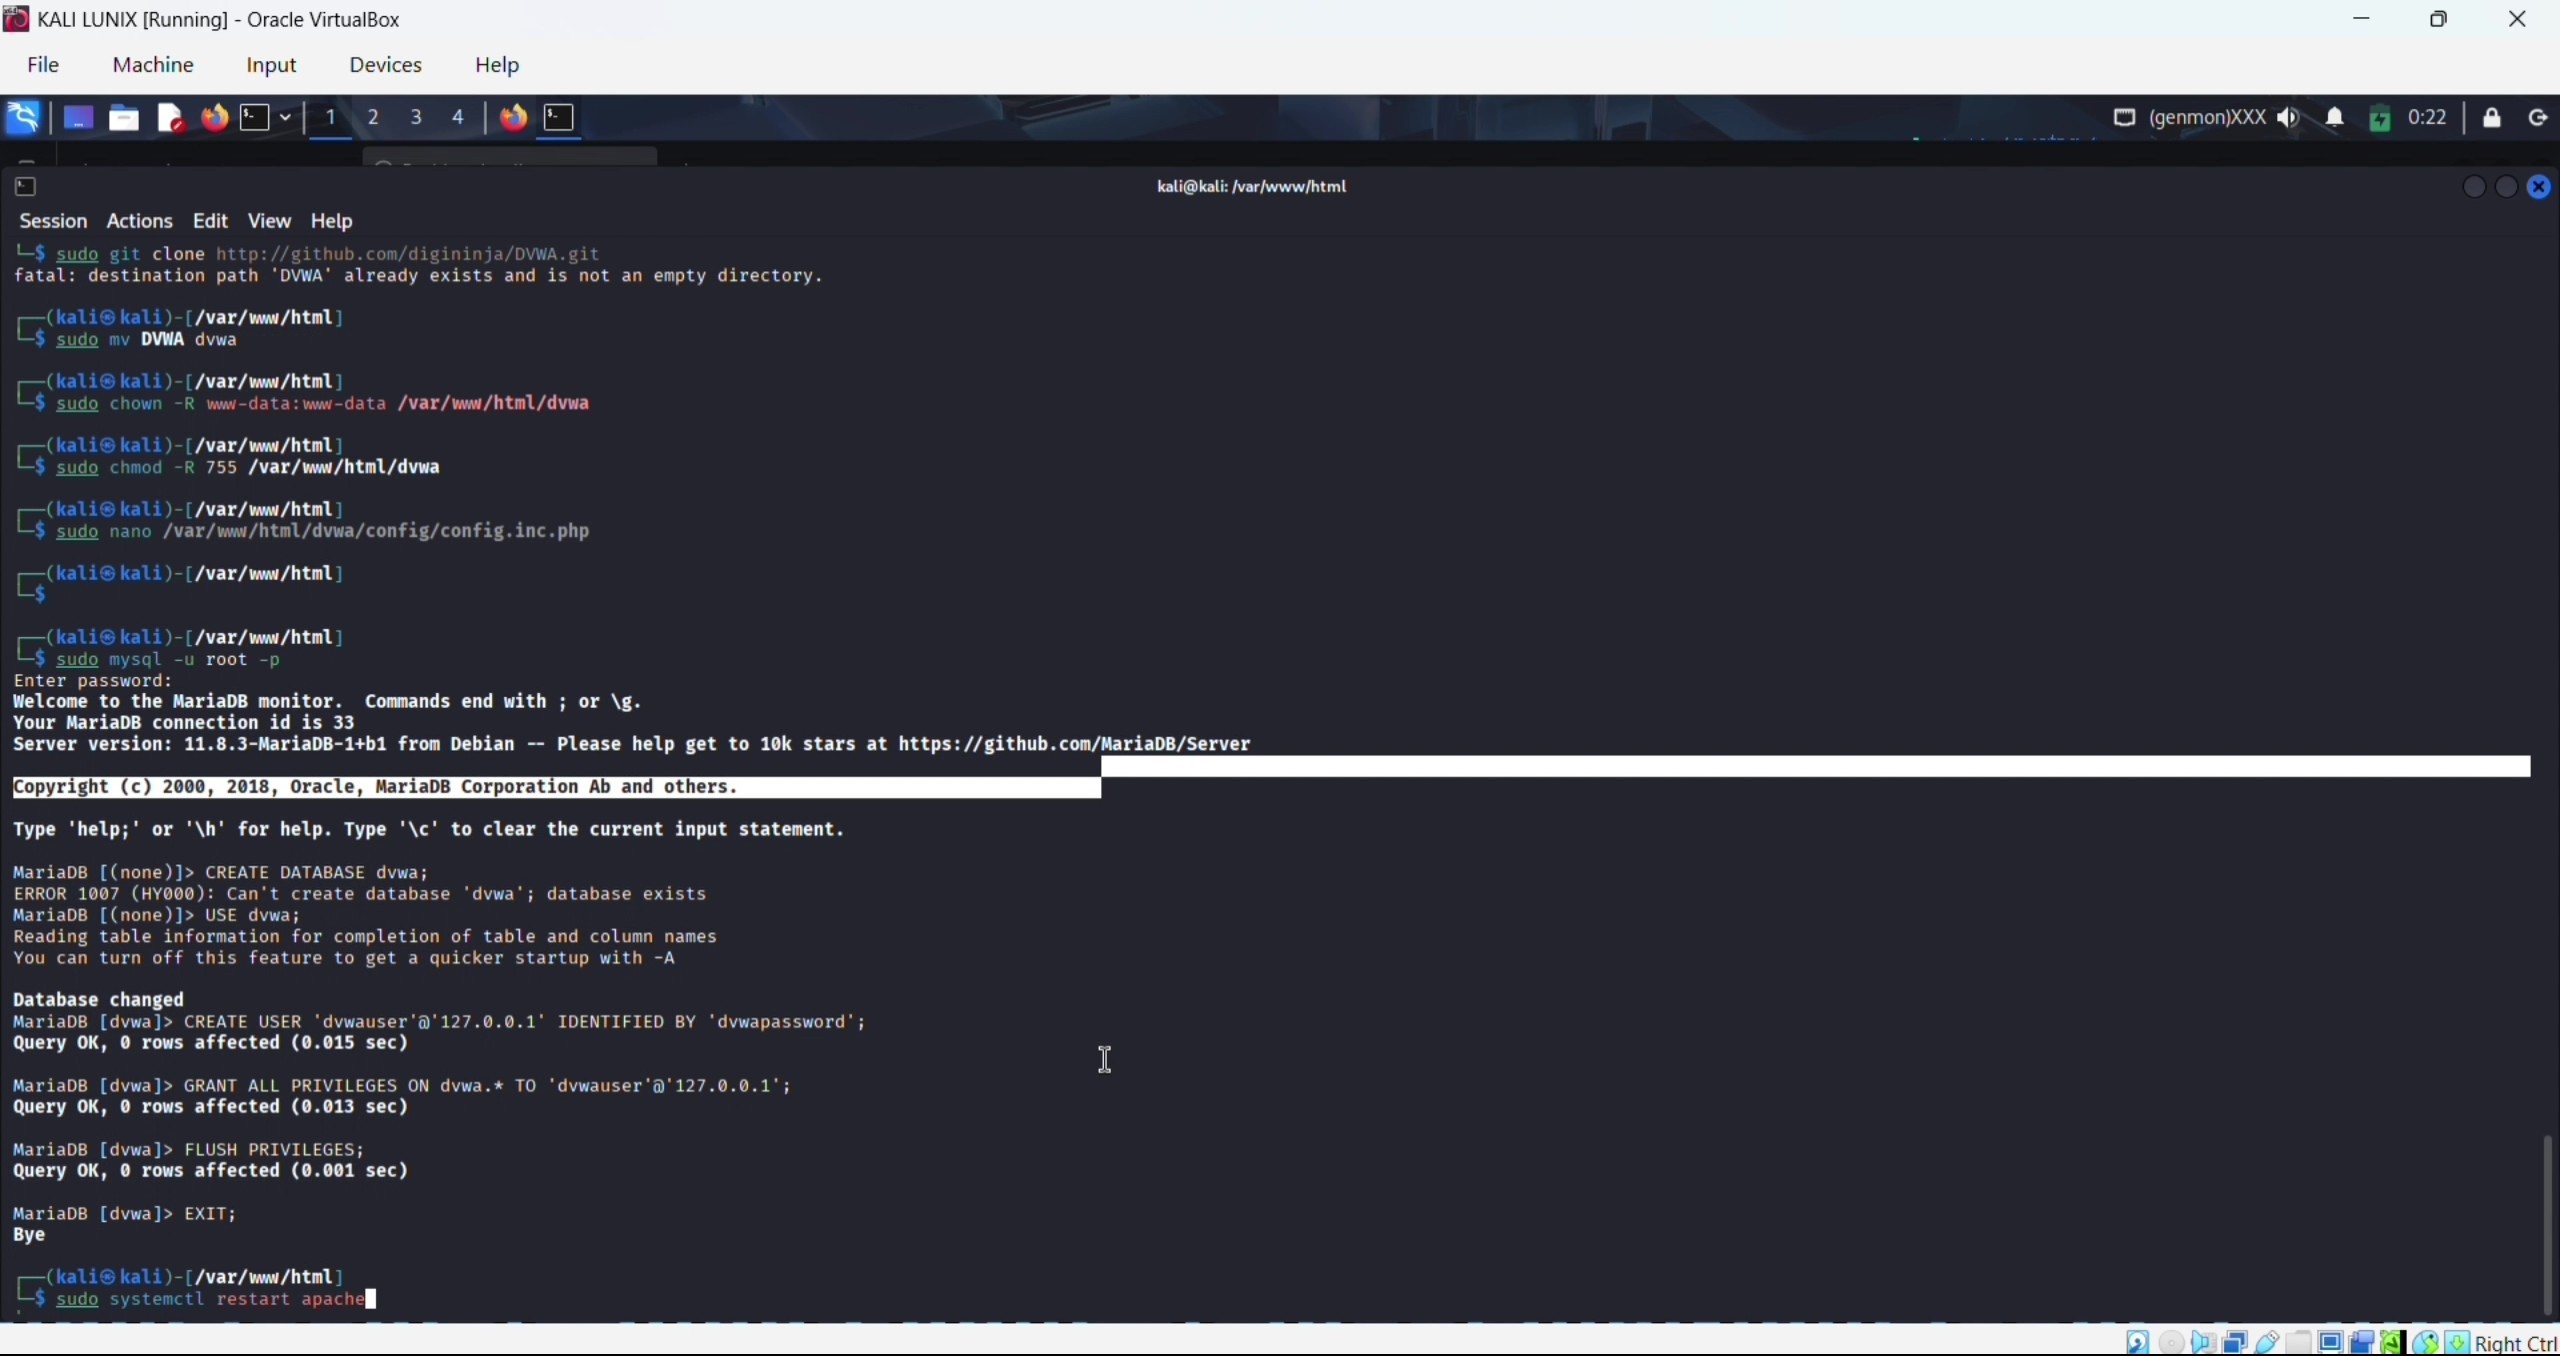 KALI LUNIX [Running] - Oracle VirtualBox
File Machine Input Devices Help
1 2 3 4 (genmon)XXX 0:22
kali@kali: /var/www/html
Session Actions Edit View Help
└─$ sudo git clone http://github.com/digininja/DVWA.git
fatal: destination path 'DVWA' already exists and is not an empty directory.
┌──(kali㉿kali)-[/var/www/html]
└─$ sudo mv DVWA dvwa
┌──(kali㉿kali)-[/var/www/html]
└─$ sudo chown -R www-data:www-data /var/www/html/dvwa
┌──(kali㉿kali)-[/var/www/html]
└─$ sudo chmod -R 755 /var/www/html/dvwa
┌──(kali㉿kali)-[/var/www/html]
└─$ sudo nano /var/www/html/dvwa/config/config.inc.php
┌──(kali㉿kali)-[/var/www/html]
└─$
┌──(kali㉿kali)-[/var/www/html]
└─$ sudo mysql -u root -p
Enter password:
Welcome to the MariaDB monitor.  Commands end with ; or \g.
Your MariaDB connection id is 33
Server version: 11.8.3-MariaDB-1+b1 from Debian -- Please help get to 10k stars at https://github.com/MariaDB/Server
Copyright (c) 2000, 2018, Oracle, MariaDB Corporation Ab and others.
Type 'help;' or '\h' for help. Type '\c' to clear the current input statement.
MariaDB [(none)]> CREATE DATABASE dvwa;
ERROR 1007 (HY000): Can't create database 'dvwa'; database exists
MariaDB [(none)]> USE dvwa;
Reading table information for completion of table and column names
You can turn off this feature to get a quicker startup with -A
Database changed
MariaDB [dvwa]> CREATE USER 'dvwauser'@'127.0.0.1' IDENTIFIED BY 'dvwapassword';
Query OK, 0 rows affected (0.015 sec)
MariaDB [dvwa]> GRANT ALL PRIVILEGES ON dvwa.* TO 'dvwauser'@'127.0.0.1';
Query OK, 0 rows affected (0.013 sec)
MariaDB [dvwa]> FLUSH PRIVILEGES;
Query OK, 0 rows affected (0.001 sec)
MariaDB [dvwa]> EXIT;
Bye
┌──(kali㉿kali)-[/var/www/html]
└─$ sudo systemctl restart apache
Right Ctrl